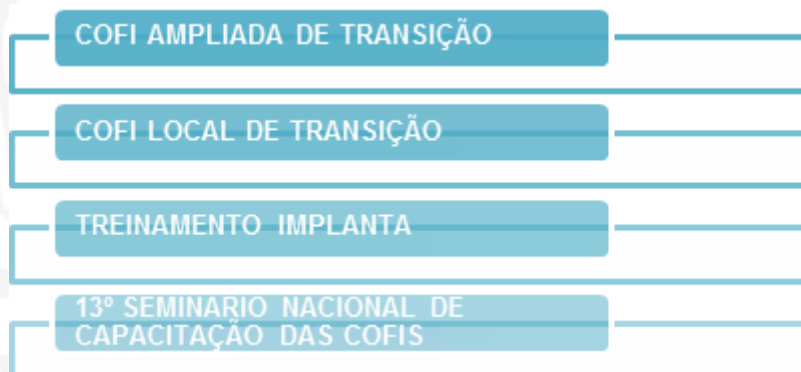 COFI AMPLIADA DE TRANSIÇÃO
COFI LOCAL DE TRANSIÇÃO
TREINAMENTO IMPLANTA
13º SEMINARIO NACIONAL DE
CAPACITAÇÃO DAS COFIS